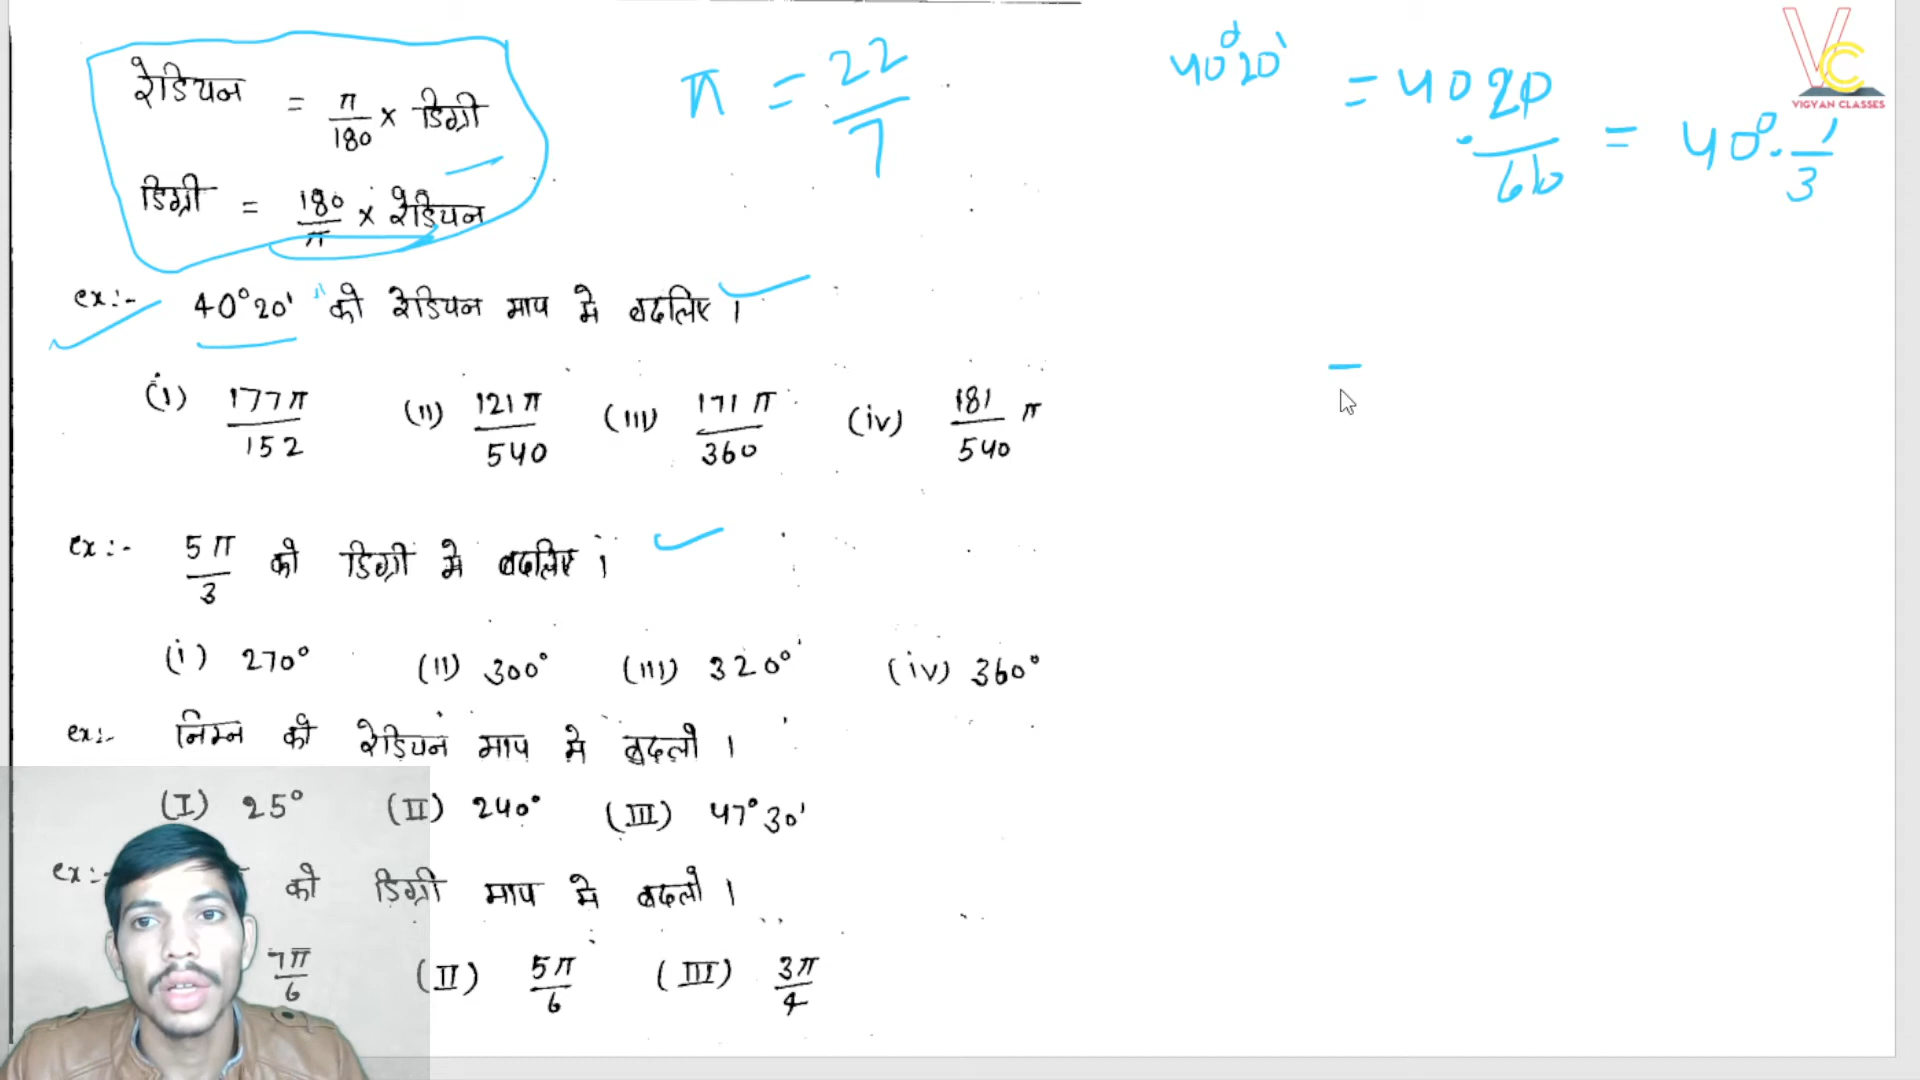 रेडियन = π/180 × डिग्री
डिग्री = 180/π × रेडियन
π = 22/7
40°20' = 40 20/60 = 40°·1/3
VIGYAN CLASSES
ex:- 40°20' को रेडियन माप मे बदलिए ।
(i) 177π/152 (ii) 121π/540 (iii) 171π/360 (iv) 181/540 π
ex:- 5π/3 को डिग्री मे बदलिए ।
(i) 270° (ii) 300° (iii) 320° (iv) 360°
ex:- निम्न को रेडियन माप मे बदलो ।
(I) 25° (II) 240° (III) 47°30'
ex:- को डिग्री माप मे बदलो ।
7π/6 (II) 5π/6 (III) 3π/4